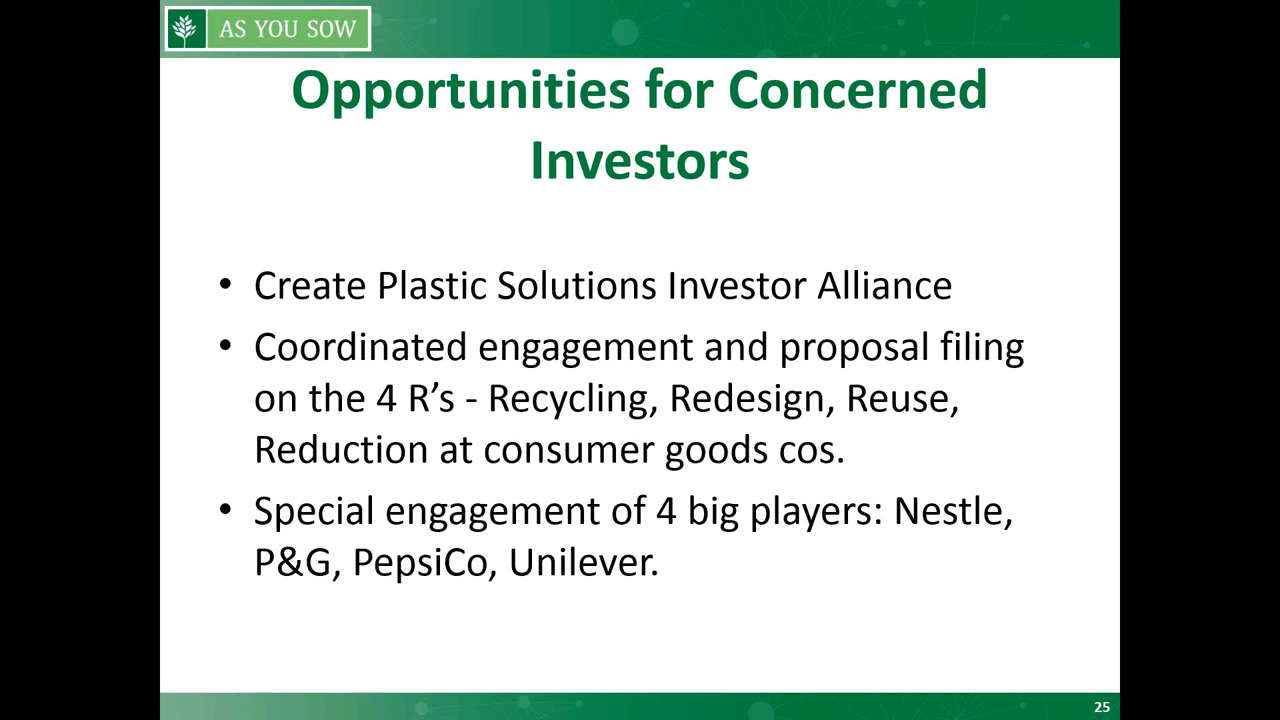 AS YOU SOW
Opportunities for Concerned
Investors
• Create Plastic Solutions Investor Alliance
• Coordinated engagement and proposal filing
on the 4 R’s - Recycling, Redesign, Reuse,
Reduction at consumer goods cos.
• Special engagement of 4 big players: Nestle,
P&G, PepsiCo, Unilever.
25